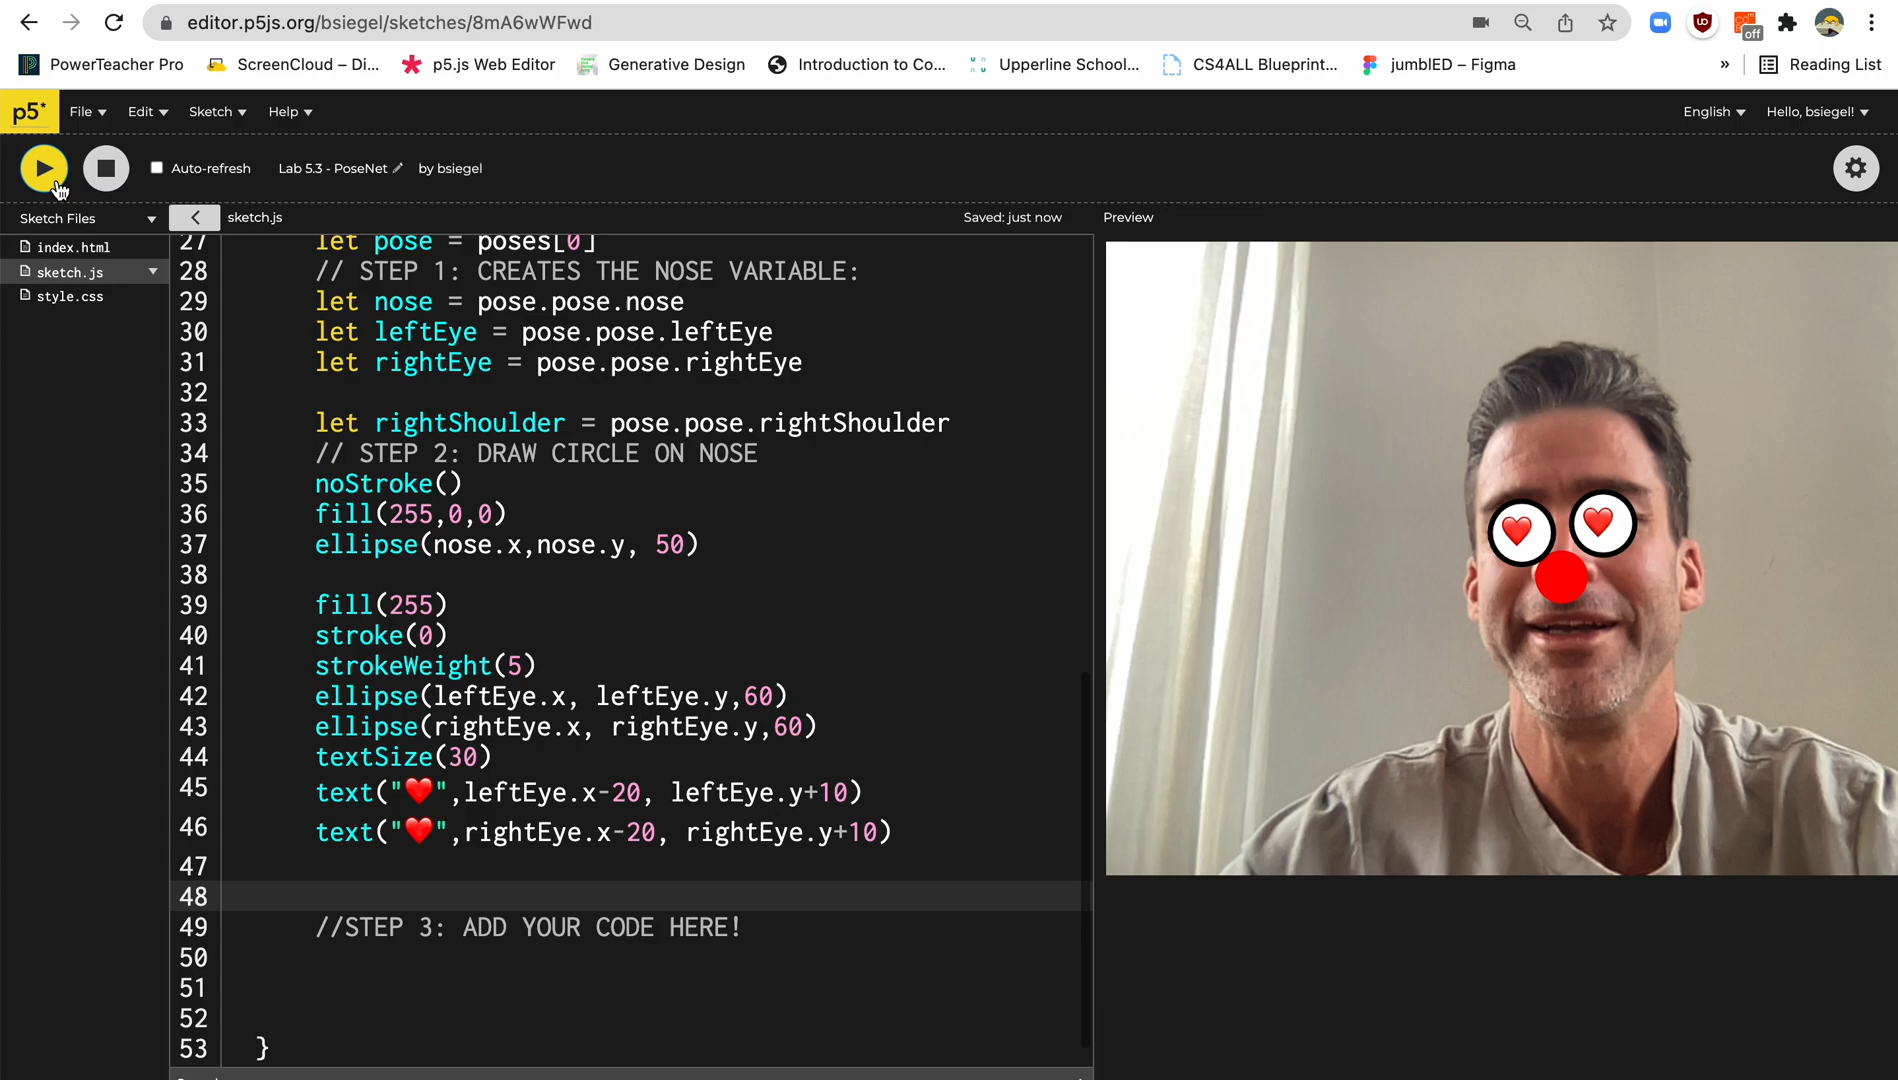 editor.p5js.org/bsiegel/sketches/8mA6wWFwd
off
PowerTeacher Pro ScreenCloud – Di... p5.js Web Editor Generative Design Introduction to Co... Upperline School... CS4ALL Blueprint... jumblED – Figma » Reading List
p5* File Edit Sketch Help English Hello, bsiegel!
Auto-refresh Lab 5.3 - PoseNet by bsiegel
Sketch Files sketch.js Saved: just now Preview
index.html
sketch.js
style.css
27 let pose = poses[0]
28 // STEP 1: CREATES THE NOSE VARIABLE:
29 let nose = pose.pose.nose
30 let leftEye = pose.pose.leftEye
31 let rightEye = pose.pose.rightEye
32
33 let rightShoulder = pose.pose.rightShoulder
34 // STEP 2: DRAW CIRCLE ON NOSE
35 noStroke()
36 fill(255,0,0)
37 ellipse(nose.x,nose.y, 50)
38
39 fill(255)
40 stroke(0)
41 strokeWeight(5)
42 ellipse(leftEye.x, leftEye.y,60)
43 ellipse(rightEye.x, rightEye.y,60)
44 textSize(30)
45 text("❤️",leftEye.x-20, leftEye.y+10)
46 text("❤️",rightEye.x-20, rightEye.y+10)
47
48
49 //STEP 3: ADD YOUR CODE HERE!
50
51
52
53 }